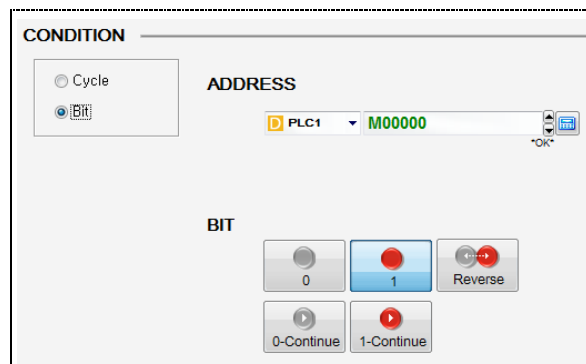 CONDITION
Cycle
Bit
ADDRESS
D PLC1 M00000
*OK*
BIT
0 1 Reverse
0-Continue 1-Continue